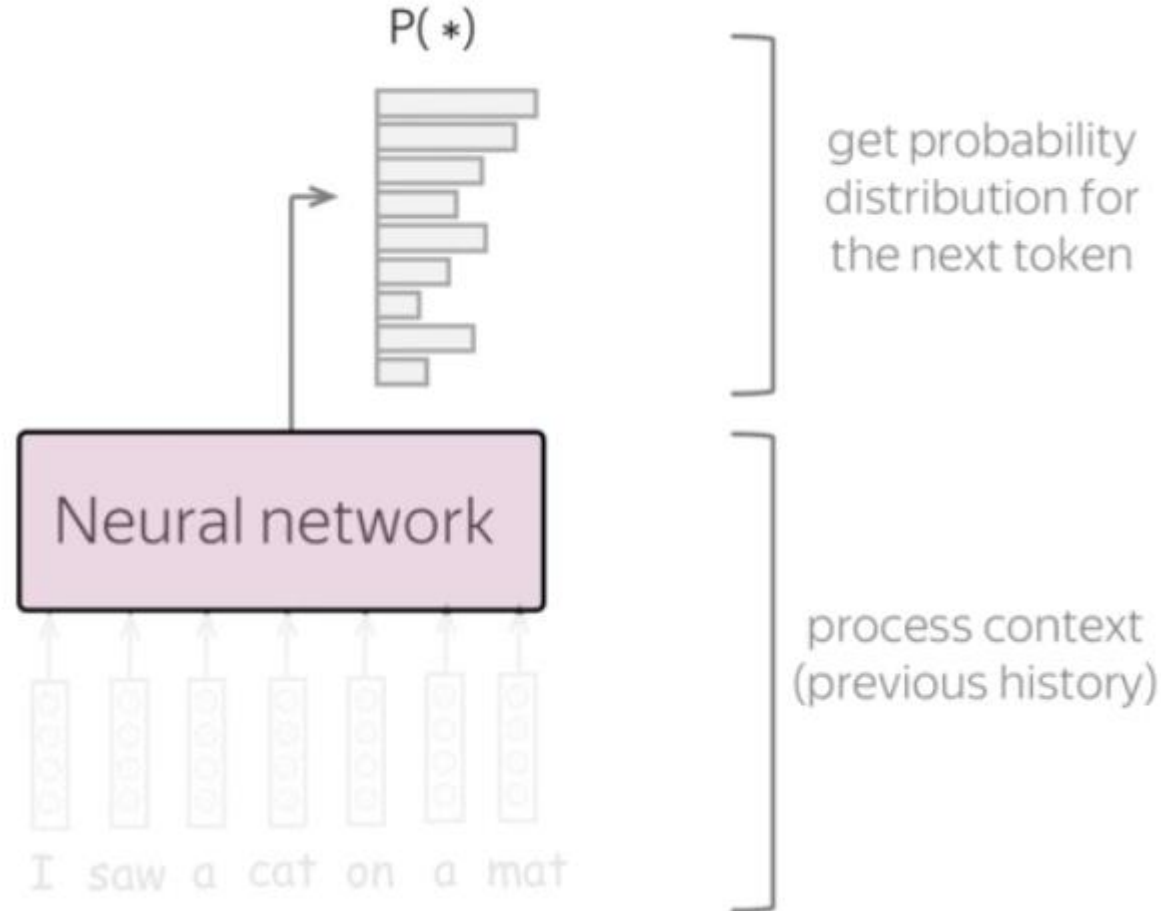 P( * )
get probability
distribution for
the next token
Neural network
process context
(previous history)
I saw a cat on a mat